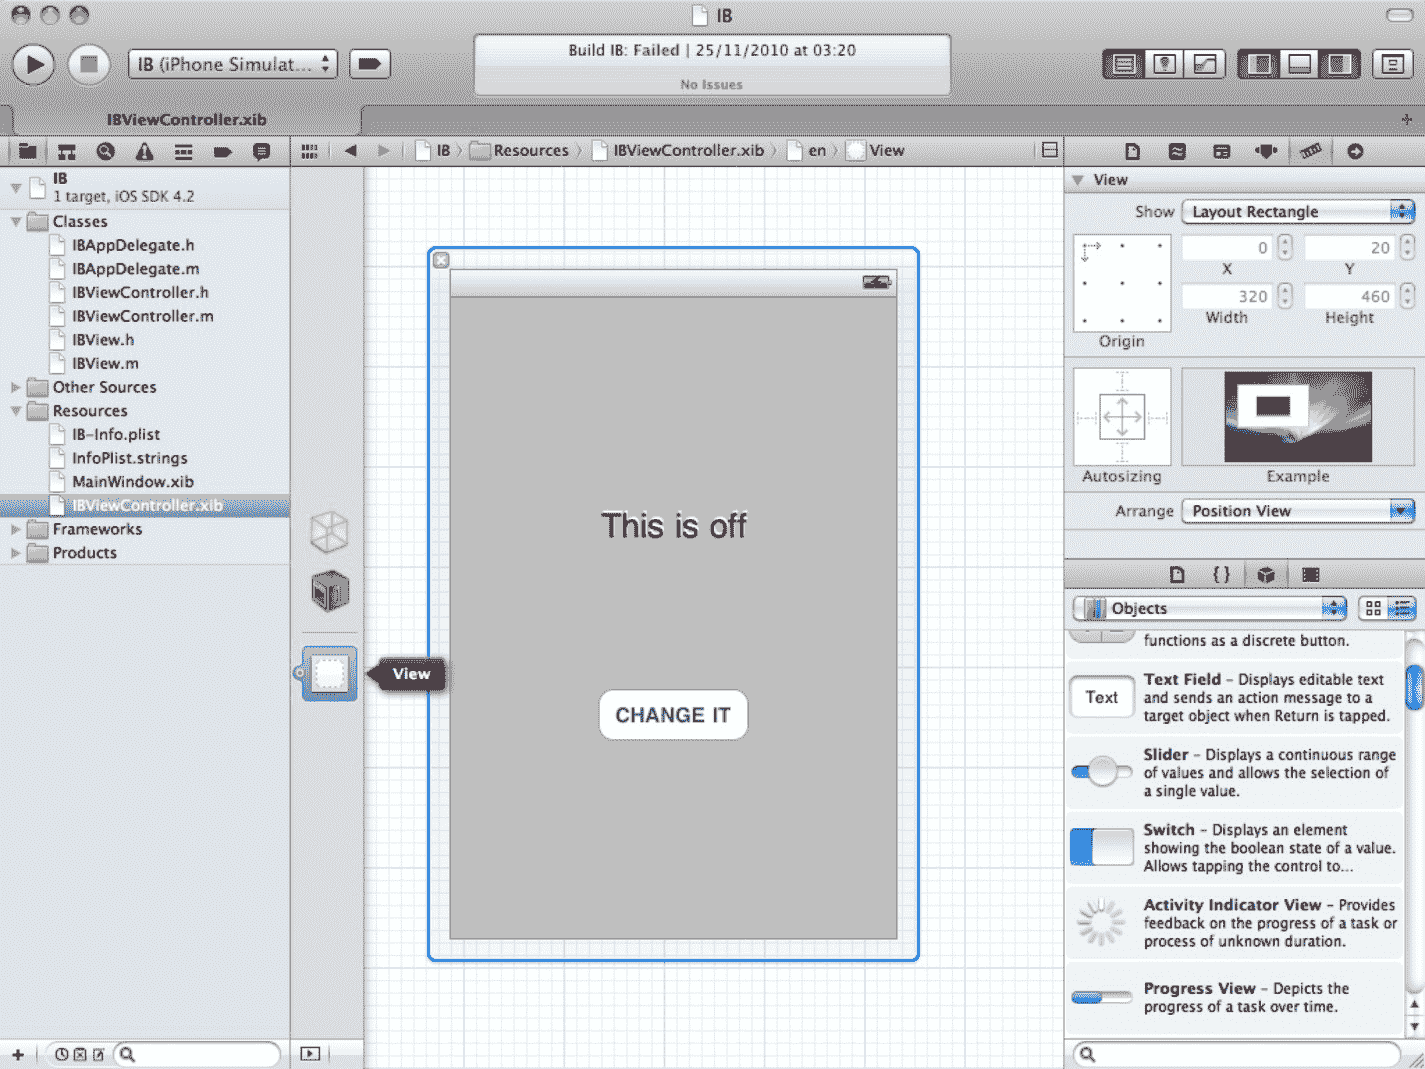 IB
IB (iPhone Simulat...
Build IB: Failed | 25/11/2010 at 03:20
No Issues
IBViewController.xib
IB
Resources
IBViewController.xib
en
View
IB
1 target, iOS SDK 4.2
Classes
IBAppDelegate.h
IBAppDelegate.m
IBViewController.h
IBViewController.m
IBView.h
IBView.m
Other Sources
Resources
IB-Info.plist
InfoPlist.strings
MainWindow.xib
IBViewController.xib
Frameworks
Products
View
This is off
CHANGE IT
View
Show
Layout Rectangle
0
20
X
Y
320
460
Width
Height
Origin
Autosizing
Example
Arrange
Position View
{ }
Objects
functions as a discrete button.
Text
Text Field - Displays editable text
and sends an action message to a
target object when Return is tapped.
Slider - Displays a continuous range
of values and allows the selection of
a single value.
Switch - Displays an element
showing the boolean state of a value.
Allows tapping the control to...
Activity Indicator View - Provides
feedback on the progress of a task or
process of unknown duration.
Progress View - Depicts the
progress of a task over time.